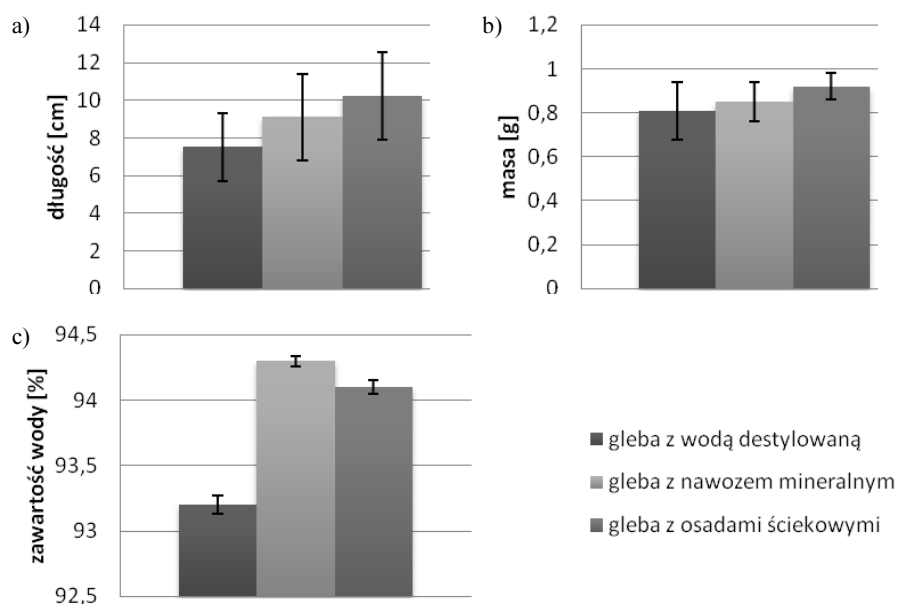 a)
długość [cm]
14
12
10
8
6
4
2
0
b)
masa [g]
1,2
1
0,8
0,6
0,4
0,2
0
c)
zawartość wody [%]
94,5
94
93,5
93
92,5
gleba z wodą destylowaną
gleba z nawozem mineralnym
gleba z osadami ściekowymi